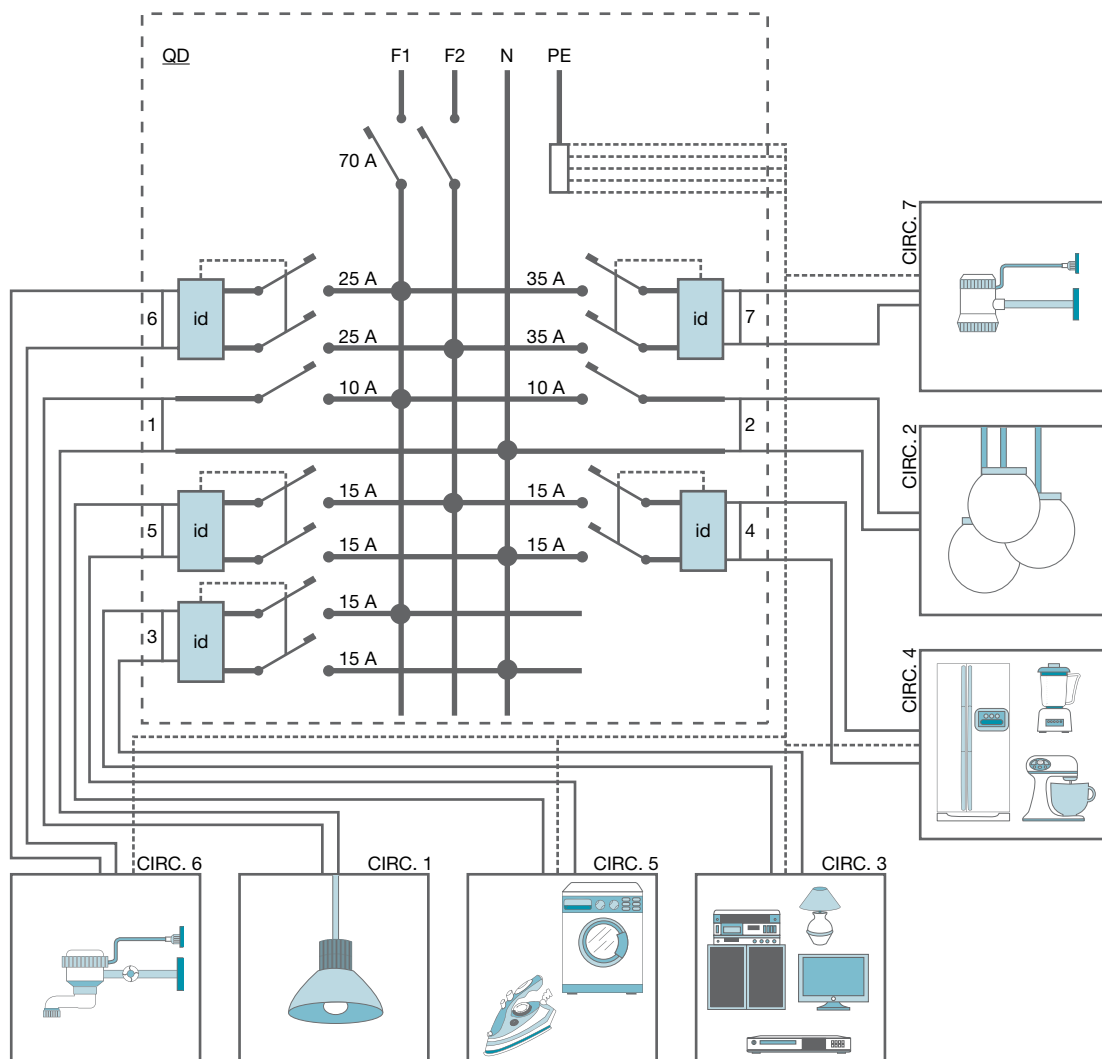 QD
F1 F2 N PE
70 A
CIRC. 7
25 A 35 A
6 id id 7
25 A 35 A
10 A 10 A
1 2
CIRC. 2
15 A 15 A
5 id id 4
15 A 15 A
15 A
3 id
15 A
CIRC. 4
CIRC. 6 CIRC. 1 CIRC. 5 CIRC. 3